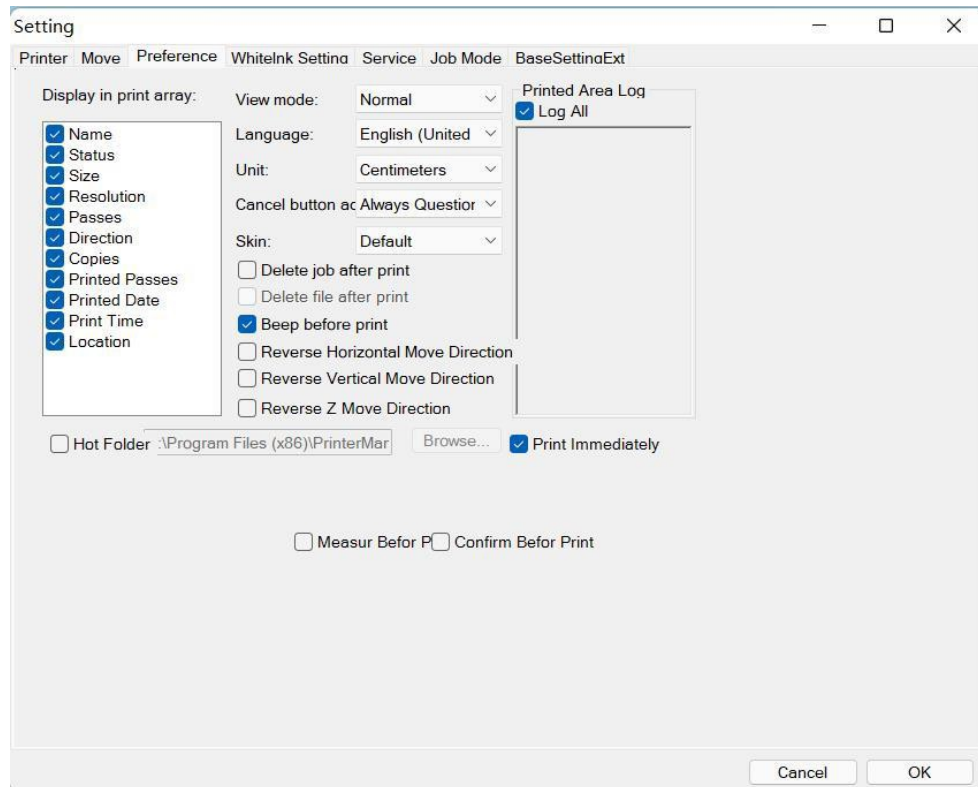 Setting
Printer Move Preference WhiteInk Setting Service Job Mode BaseSettingExt
Display in print array:
Name
Status
Size
Resolution
Passes
Direction
Copies
Printed Passes
Printed Date
Print Time
Location
View mode: Normal
Language: English (United
Unit: Centimeters
Cancel button ac Always Question
Skin: Default
Delete job after print
Delete file after print
Beep before print
Reverse Horizontal Move Direction
Reverse Vertical Move Direction
Reverse Z Move Direction
Printed Area Log
Log All
Hot Folder :\Program Files (x86)\PrinterMar Browse... Print Immediately
Measur Befor P Confirm Befor Print
Cancel OK